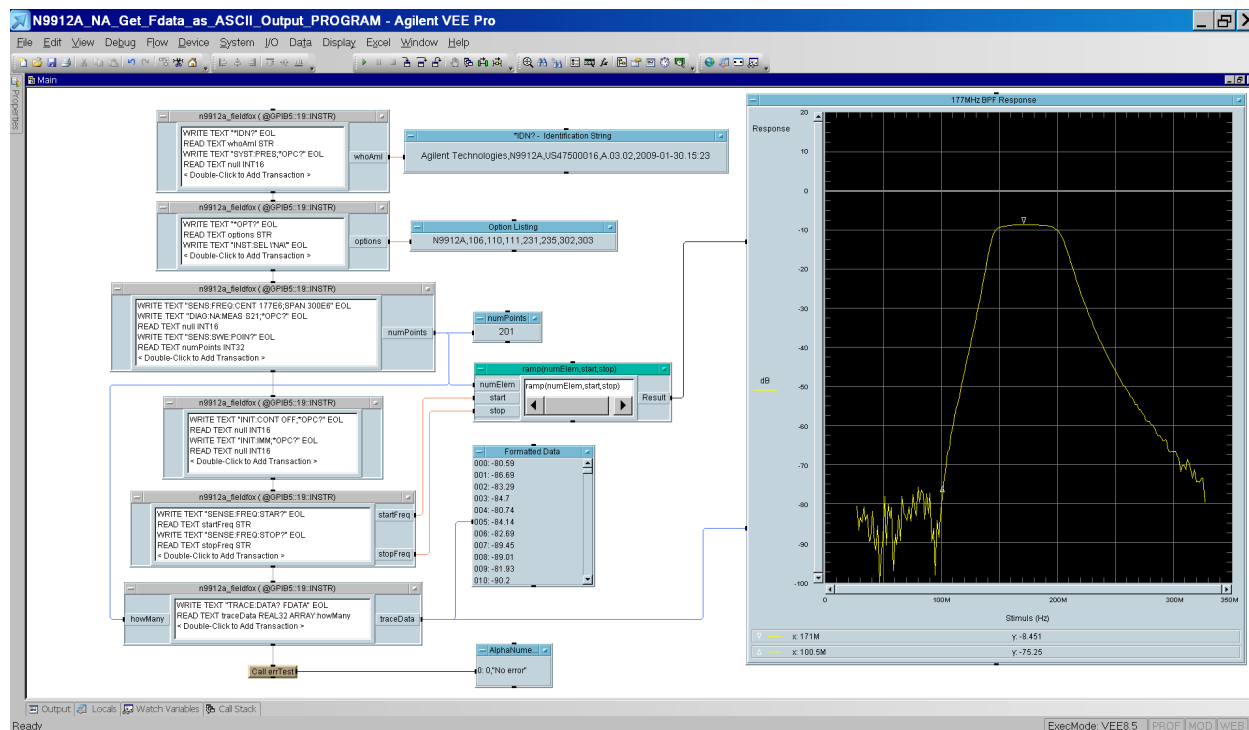 N9912A_NA_Get_Fdata_as_ASCII_Output_PROGRAM - Agilent VEE Pro
File Edit View Debug Flow Device System I/O Data Display Excel Window Help
Main
Properties
n9912a_fieldfox ( @GPIB5::19::INSTR)
WRITE TEXT "*IDN?" EOL
READ TEXT whoAmI STR
WRITE TEXT "SYST:PRES;*OPC?" EOL
READ TEXT null INT16
< Double-Click to Add Transaction >
whoAmI
*IDN? - Identification String
Agilent Technologies,N9912A,US47500016,A.03.02,2009-01-30.15:23
n9912a_fieldfox ( @GPIB5::19::INSTR)
WRITE TEXT "*OPT?" EOL
READ TEXT options STR
WRITE TEXT "INST:SEL \'NA\'" EOL
< Double-Click to Add Transaction >
options
Option Listing
N9912A,106,110,111,231,235,302,303
n9912a_fieldfox ( @GPIB5::19::INSTR)
WRITE TEXT "SENS:FREQ:CENT 177E6;SPAN 300E6" EOL
WRITE TEXT "DIAG:NA:MEAS S21;*OPC?" EOL
READ TEXT null INT16
WRITE TEXT "SENS:SWE:POIN?" EOL
READ TEXT numPoints INT32
< Double-Click to Add Transaction >
numPoints
numPoints
201
ramp(numElem,start,stop)
numElem
start
stop
ramp(numElem,start,stop)
Result
n9912a_fieldfox ( @GPIB5::19::INSTR)
WRITE TEXT "INIT:CONT OFF;*OPC?" EOL
READ TEXT null INT16
WRITE TEXT "INIT:IMM;*OPC?" EOL
READ TEXT null INT16
< Double-Click to Add Transaction >
Formatted Data
000: -80.59
001: -86.69
002: -83.29
003: -84.7
004: -80.74
005: -84.14
006: -82.69
007: -89.45
008: -89.01
009: -81.93
010: -90.2
n9912a_fieldfox ( @GPIB5::19::INSTR)
WRITE TEXT "SENSE:FREQ:STAR?" EOL
READ TEXT startFreq STR
WRITE TEXT "SENSE:FREQ:STOP?" EOL
READ TEXT stopFreq STR
< Double-Click to Add Transaction >
startFreq
stopFreq
n9912a_fieldfox ( @GPIB5::19::INSTR)
howMany
WRITE TEXT "TRACE:DATA? FDATA" EOL
READ TEXT traceData REAL32 ARRAY:howMany
< Double-Click to Add Transaction >
traceData
Call errTest
AlphaNume...
0: 0,"No error"
177MHz BPF Response
Response
dB
20
10
0
-10
-20
-30
-40
-50
-60
-70
-80
-90
-100
0 100M 200M 300M 350M
Stimuls (Hz)
x: 171M y: -8.451
x: 100.5M y: -75.25
Output Locals Watch Variables Call Stack
Ready
ExecMode: VEE8.5 PROF MOD WEB